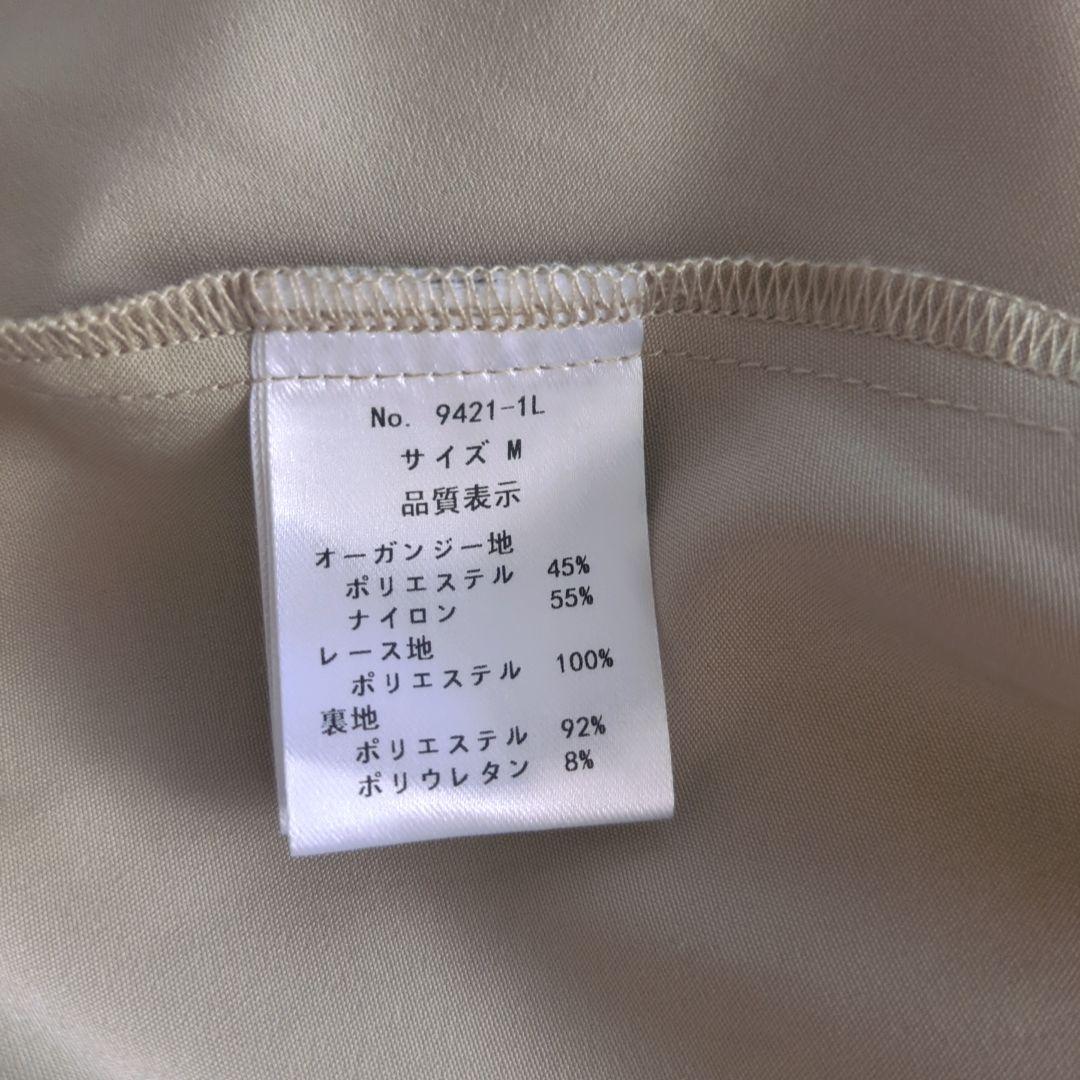 No. 9421-1L
サイズ M
品質表示
オーガンジー地
ポリエステル 45%
ナイロン 55%
レース地
ポリエステル 100%
裏地
ポリエステル 92%
ポリウレタン 8%